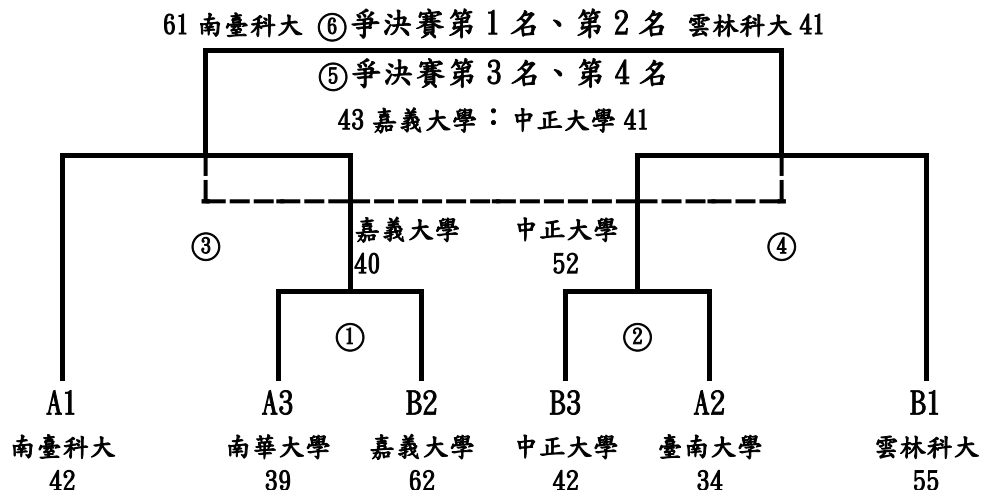 61 南臺科大 ⑥爭決賽第 1 名、第 2 名 雲林科大 41
⑤爭決賽第 3 名、第 4 名
43 嘉義大學：中正大學 41
嘉義大學 中正大學
③ ④
40 52
① ②
A1 A3 B2 B3 A2 B1
南臺科大 南華大學 嘉義大學 中正大學 臺南大學 雲林科大
42 39 62 42 34 55